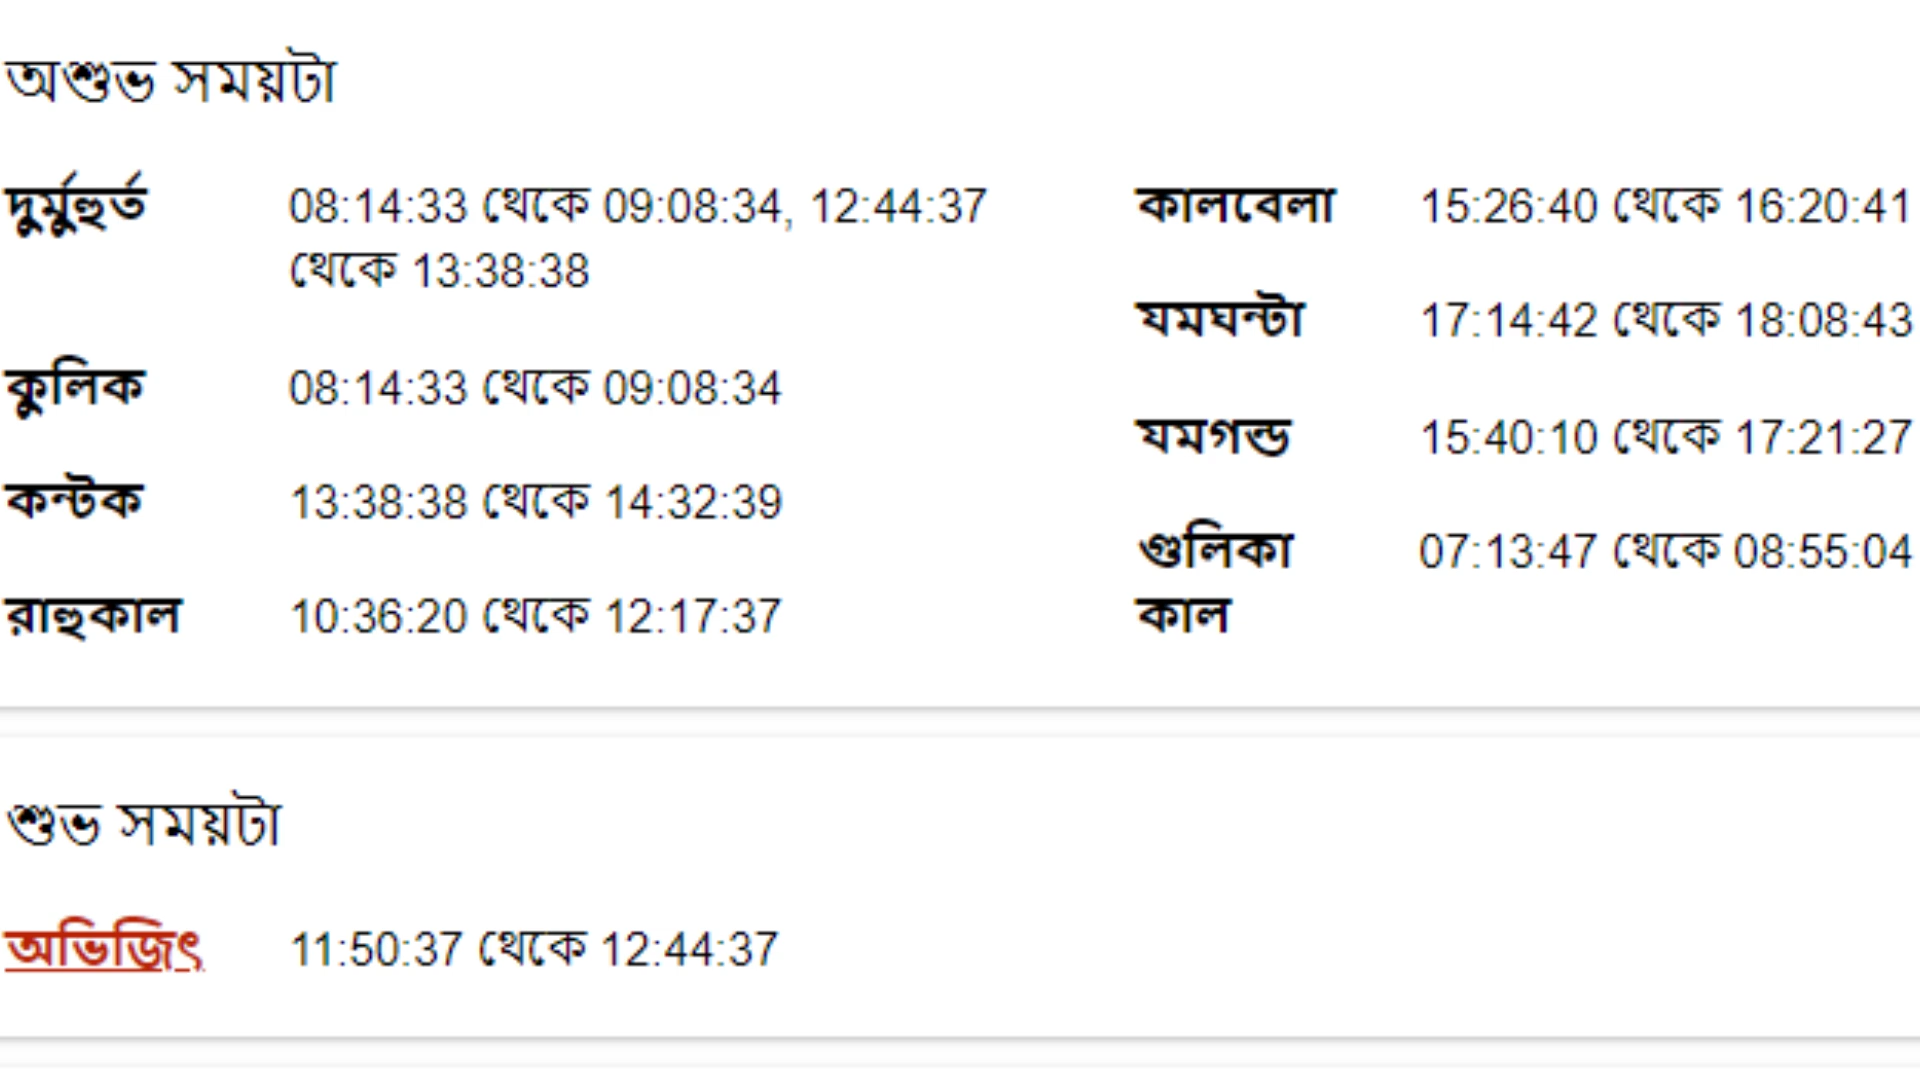 অশুভ সময়টা
দুর্মুহুর্ত 08:14:33 থেকে 09:08:34, 12:44:37
থেকে 13:38:38
কুলিক 08:14:33 থেকে 09:08:34
কন্টক 13:38:38 থেকে 14:32:39
রাহুকাল 10:36:20 থেকে 12:17:37
কালবেলা 15:26:40 থেকে 16:20:41
যমঘন্টা 17:14:42 থেকে 18:08:43
যমগন্ড 15:40:10 থেকে 17:21:27
গুলিকা 07:13:47 থেকে 08:55:04
কাল
শুভ সময়টা
অভিজিৎ 11:50:37 থেকে 12:44:37